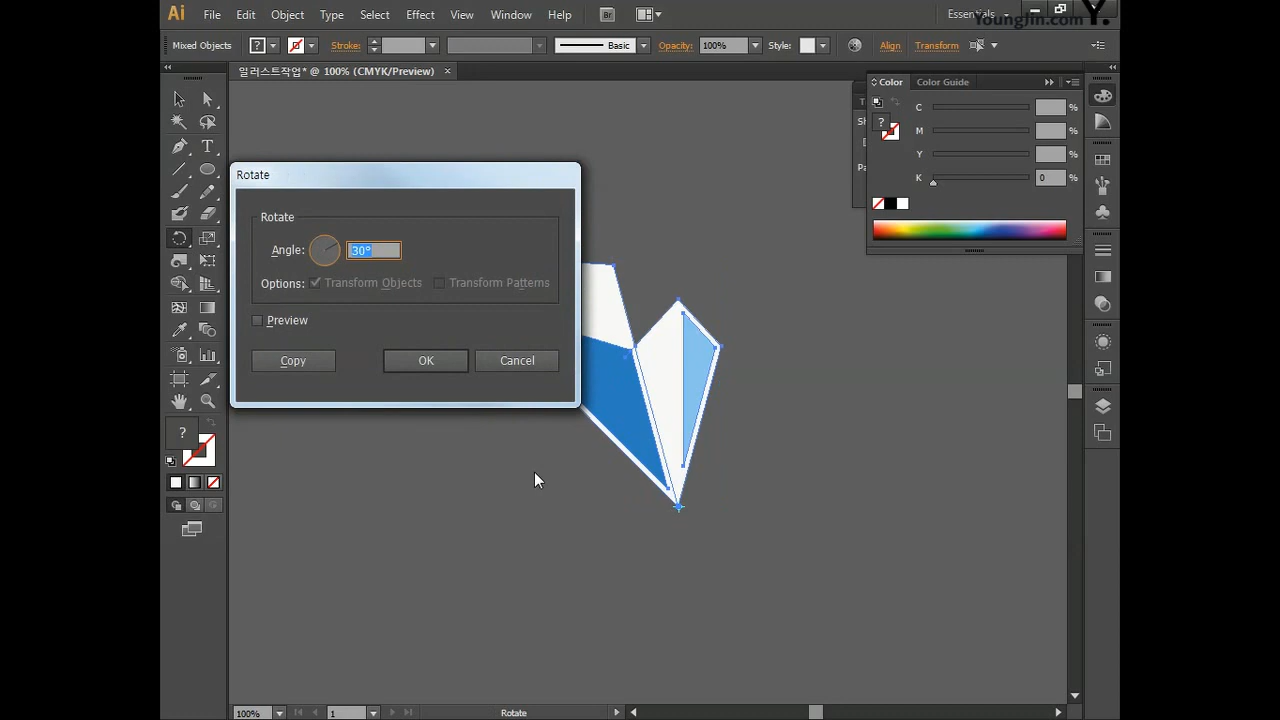 Ai File Edit Object Type Select Effect View Window Help Br Essentials
YoungJin.com Y.
Mixed Objects ? Stroke: Basic Opacity: 100% Style: Align Transform
일러스트작업* @ 100% (CMYK/Preview) ×
Color Color Guide
C %
M %
Y %
K 0 %
?
Rotate
Rotate
Angle: 30°
Options: Transform Objects Transform Patterns
Preview
Copy OK Cancel
T
?
100% 1 Rotate